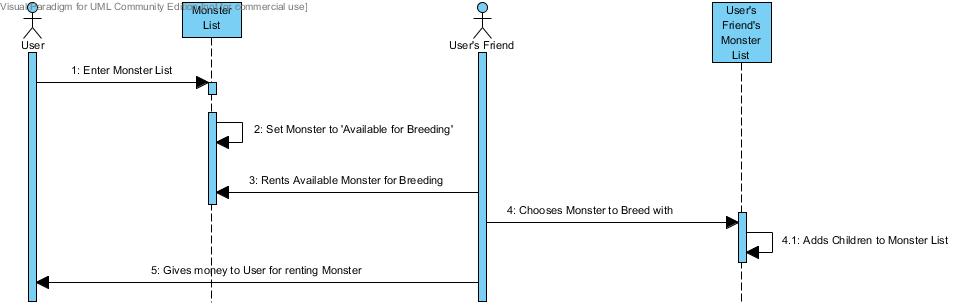 Visual Paradigm for UML Community Edition [not for commercial use]
Monster
List
User's
Friend's
Monster
List
User
User's Friend
1: Enter Monster List
2: Set Monster to 'Available for Breeding'
3: Rents Available Monster for Breeding
4: Chooses Monster to Breed with
4.1: Adds Children to Monster List
5: Gives money to User for renting Monster